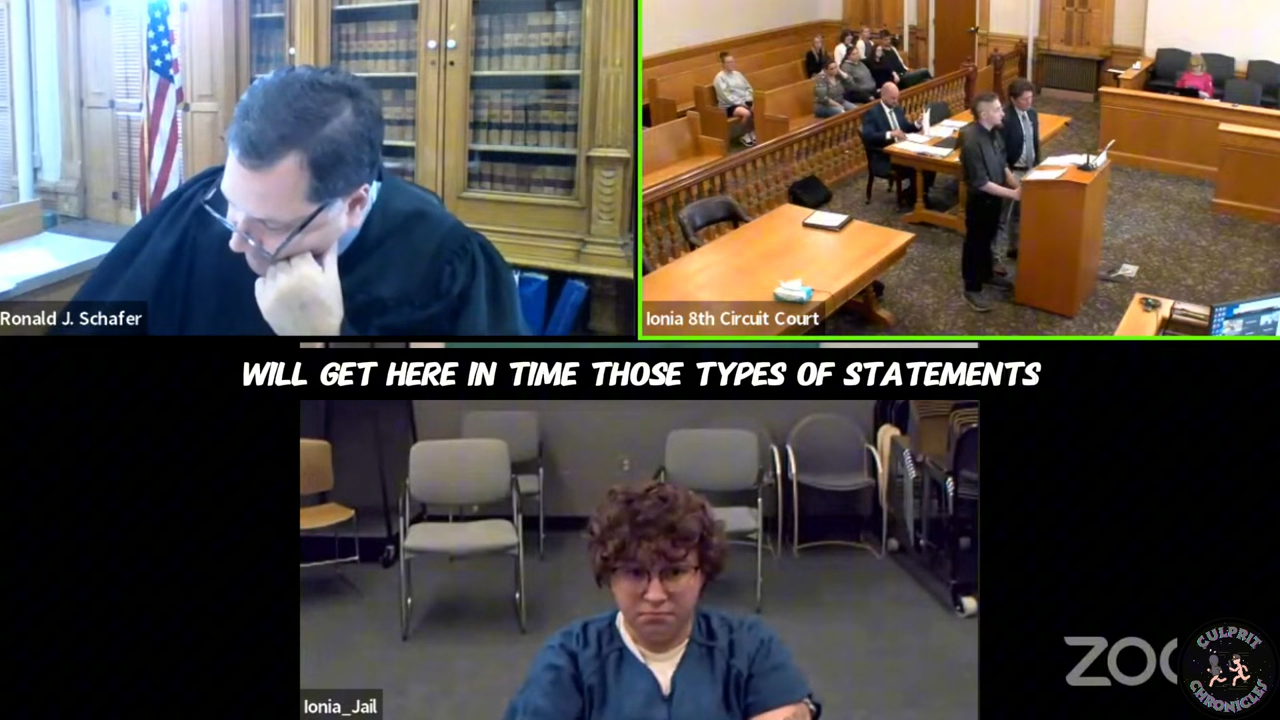 Ronald J. Schafer
Ionia 8th Circuit Court
WILL GET HERE IN TIME THOSE TYPES OF STATEMENTS
Ionia_Jail
ZOO
CULPRIT
CHRONICLES